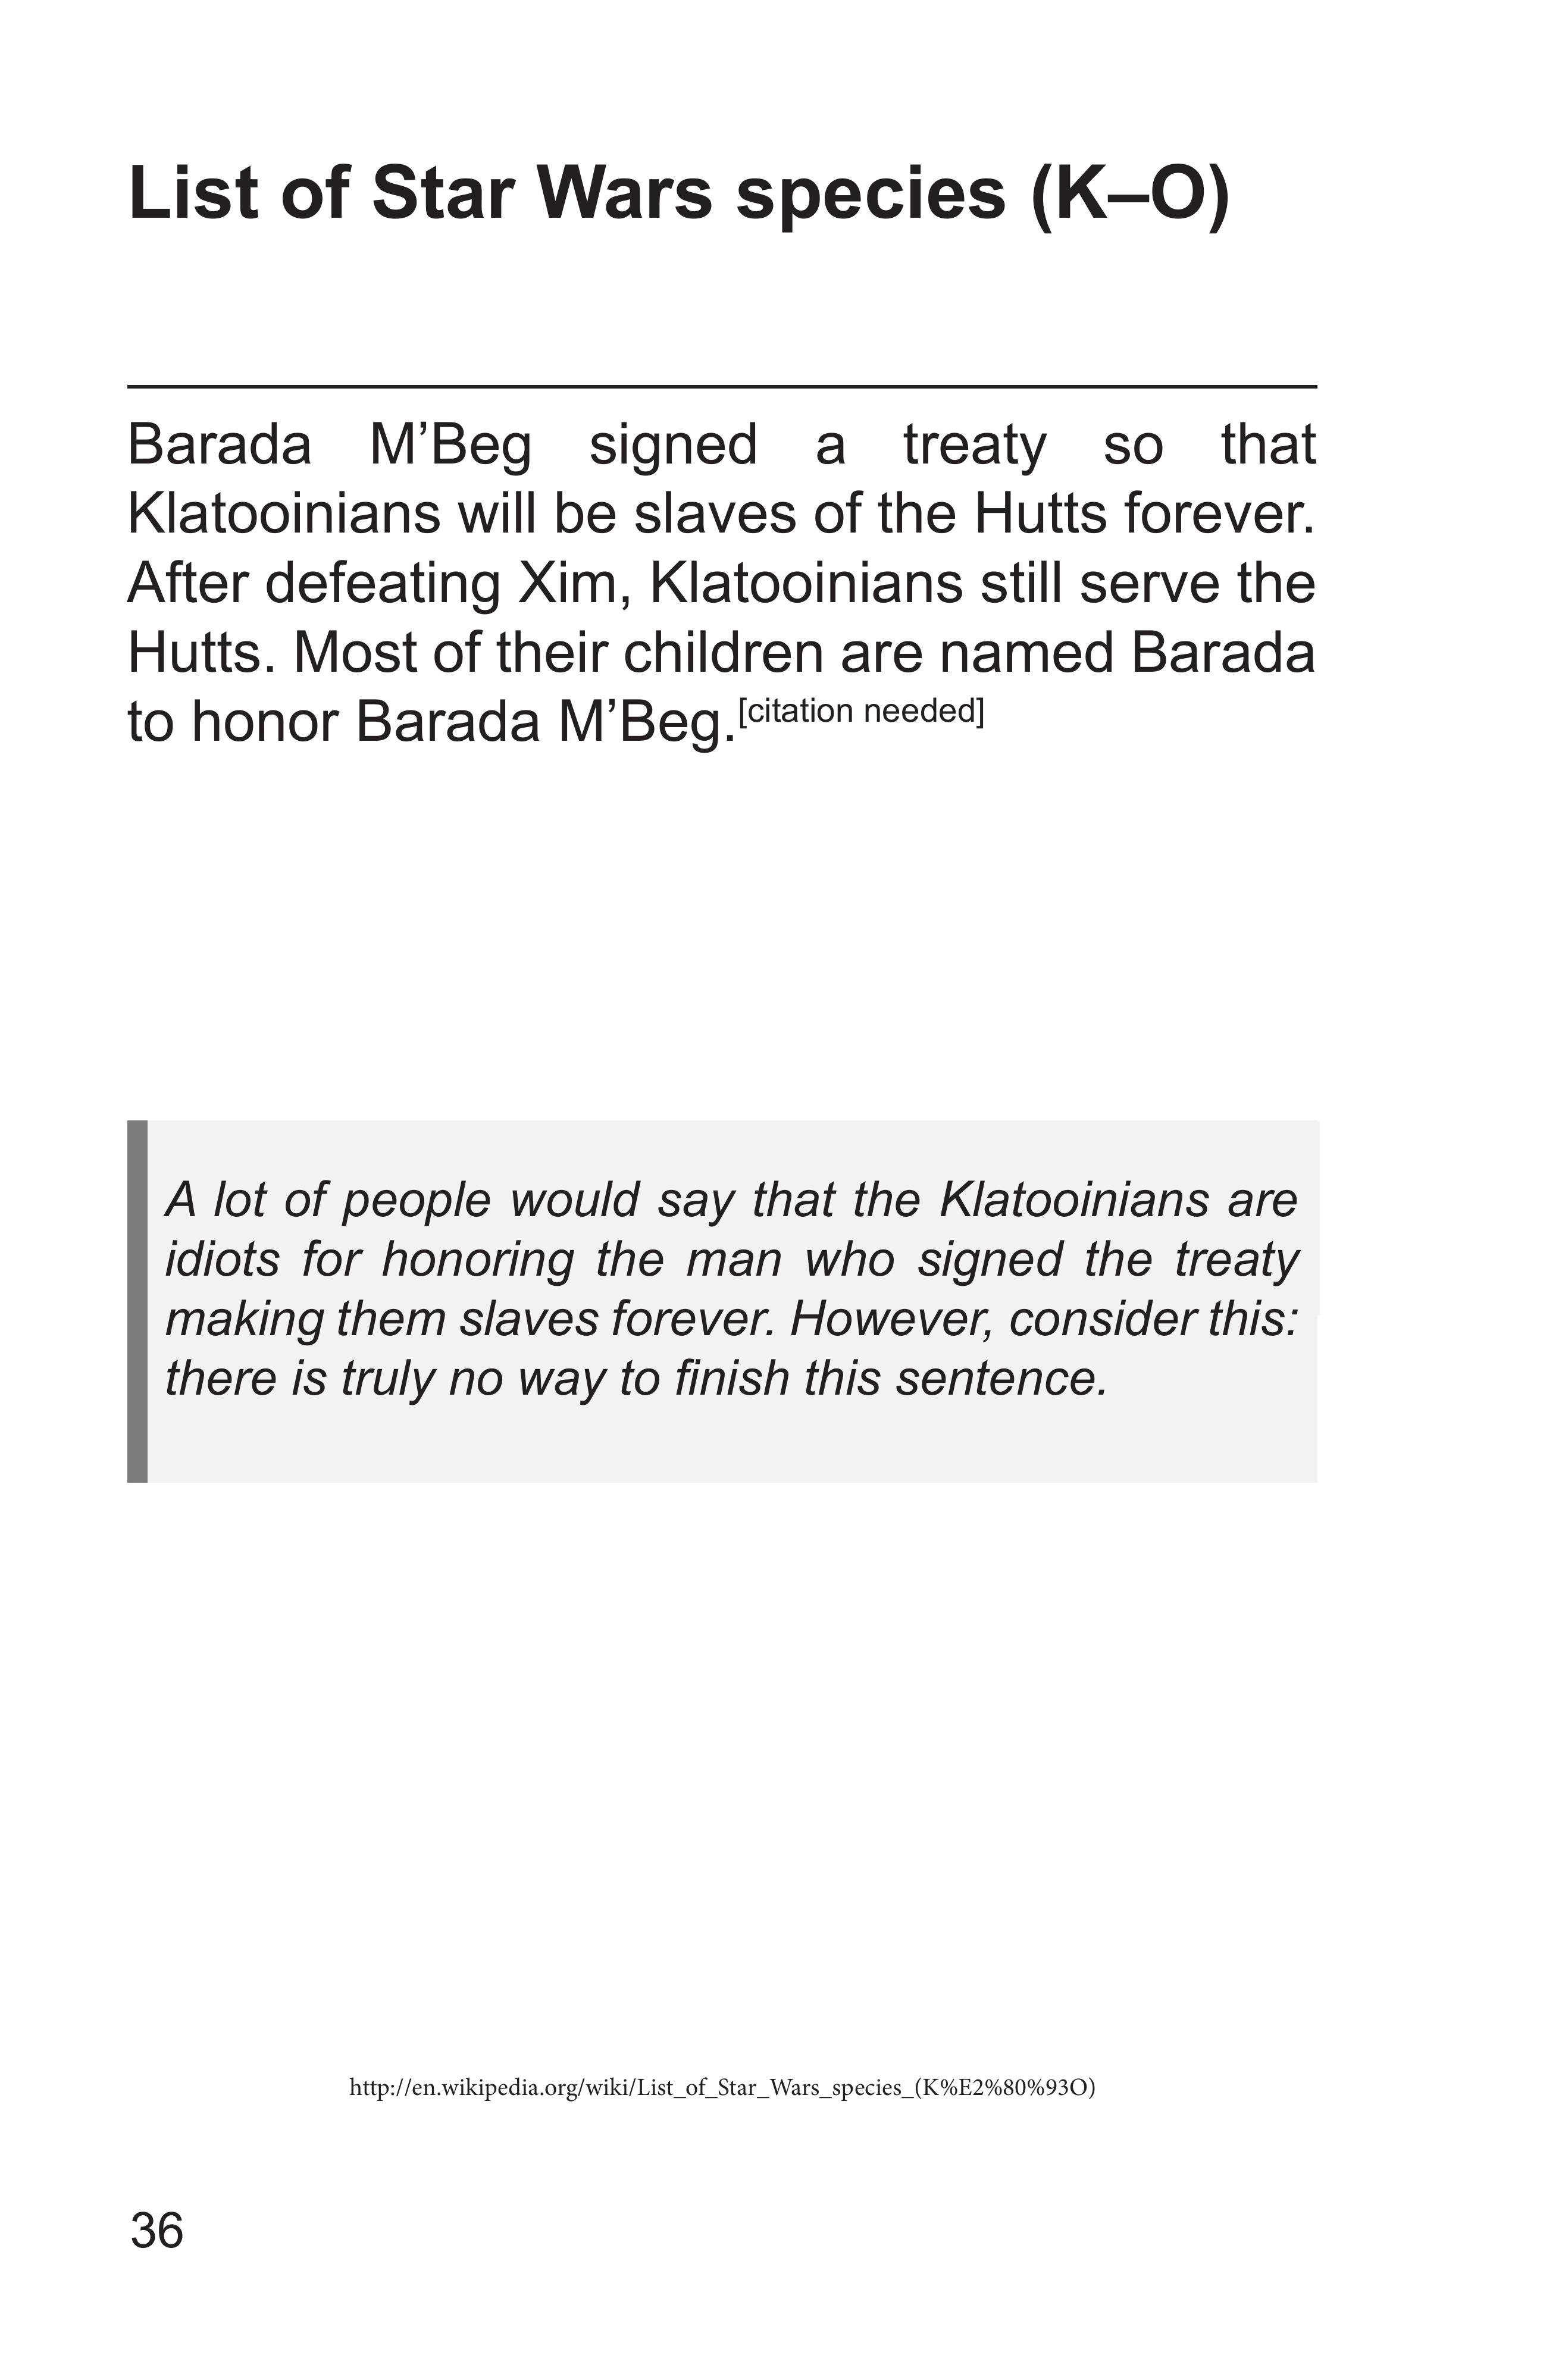 List of Star Wars species (K–O)
Barada M’Beg signed a treaty so that
Klatooinians will be slaves of the Hutts forever.
After defeating Xim, Klatooinians still serve the
Hutts. Most of their children are named Barada
to honor Barada M’Beg.[citation needed]
A lot of people would say that the Klatooinians are
idiots for honoring the man who signed the treaty
making them slaves forever. However, consider this:
there is truly no way to finish this sentence.
http://en.wikipedia.org/wiki/List_of_Star_Wars_species_(K%E2%80%93O)
36